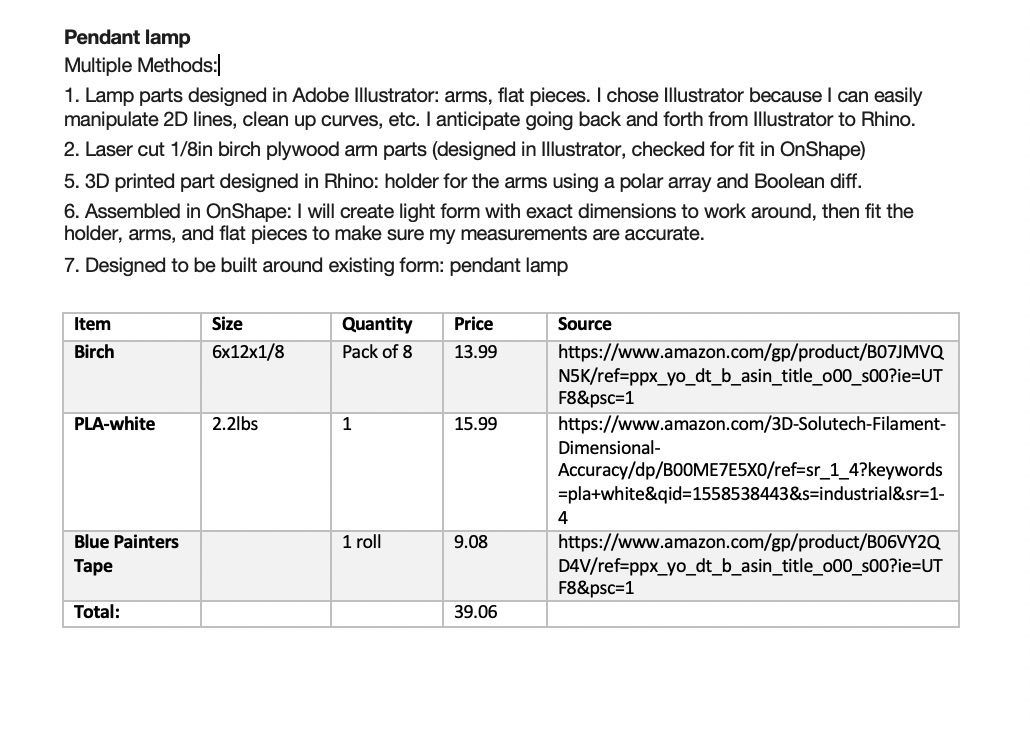 Pendant lamp
Multiple Methods:
1. Lamp parts designed in Adobe Illustrator: arms, flat pieces. I chose Illustrator because I can easily
manipulate 2D lines, clean up curves, etc. I anticipate going back and forth from Illustrator to Rhino.
2. Laser cut 1/8in birch plywood arm parts (designed in Illustrator, checked for fit in OnShape)
5. 3D printed part designed in Rhino: holder for the arms using a polar array and Boolean diff.
6. Assembled in OnShape: I will create light form with exact dimensions to work around, then fit the
holder, arms, and flat pieces to make sure my measurements are accurate.
7. Designed to be built around existing form: pendant lamp
Item Size Quantity Price Source
Birch 6x12x1/8 Pack of 8 13.99 https://www.amazon.com/gp/product/B07JMVQ
N5K/ref=ppx_yo_dt_b_asin_title_o00_s00?ie=UT
F8&psc=1
PLA-white 2.2lbs 1 15.99 https://www.amazon.com/3D-Solutech-Filament-
Dimensional-
Accuracy/dp/B00ME7E5X0/ref=sr_1_4?keywords
=pla+white&qid=1558538443&s=industrial&sr=1-
4
Blue Painters 1 roll 9.08 https://www.amazon.com/gp/product/B06VY2Q
Tape D4V/ref=ppx_yo_dt_b_asin_title_o00_s00?ie=UT
F8&psc=1
Total: 39.06